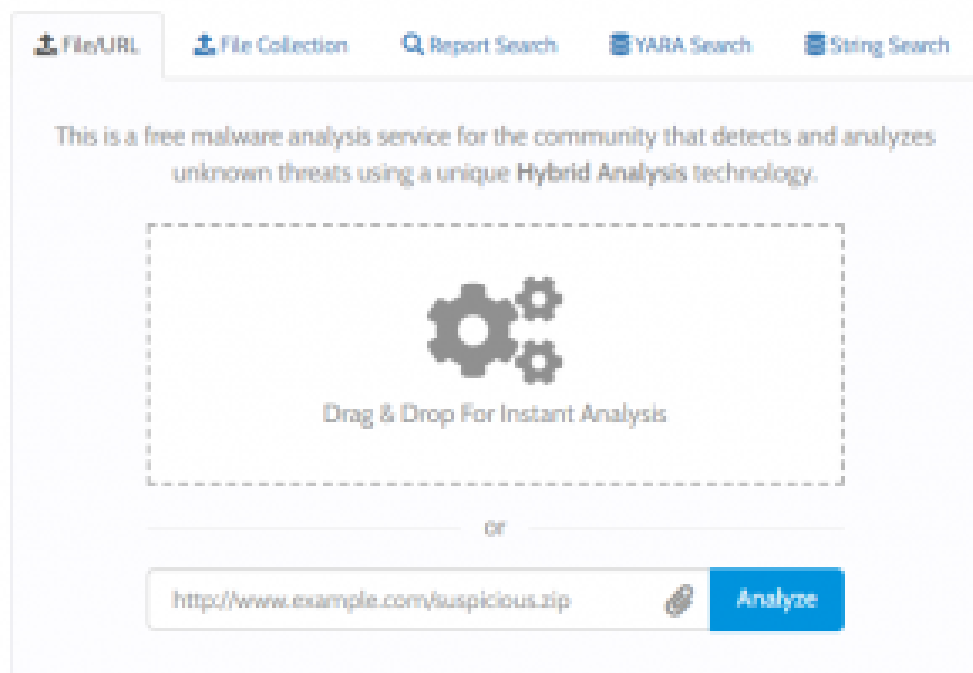 File/URL File Collection Report Search YARA Search String Search
This is a free malware analysis service for the community that detects and analyzes
unknown threats using a unique Hybrid Analysis technology.
Drag & Drop For Instant Analysis
or
http://www.example.com/suspicious.zip Analyze